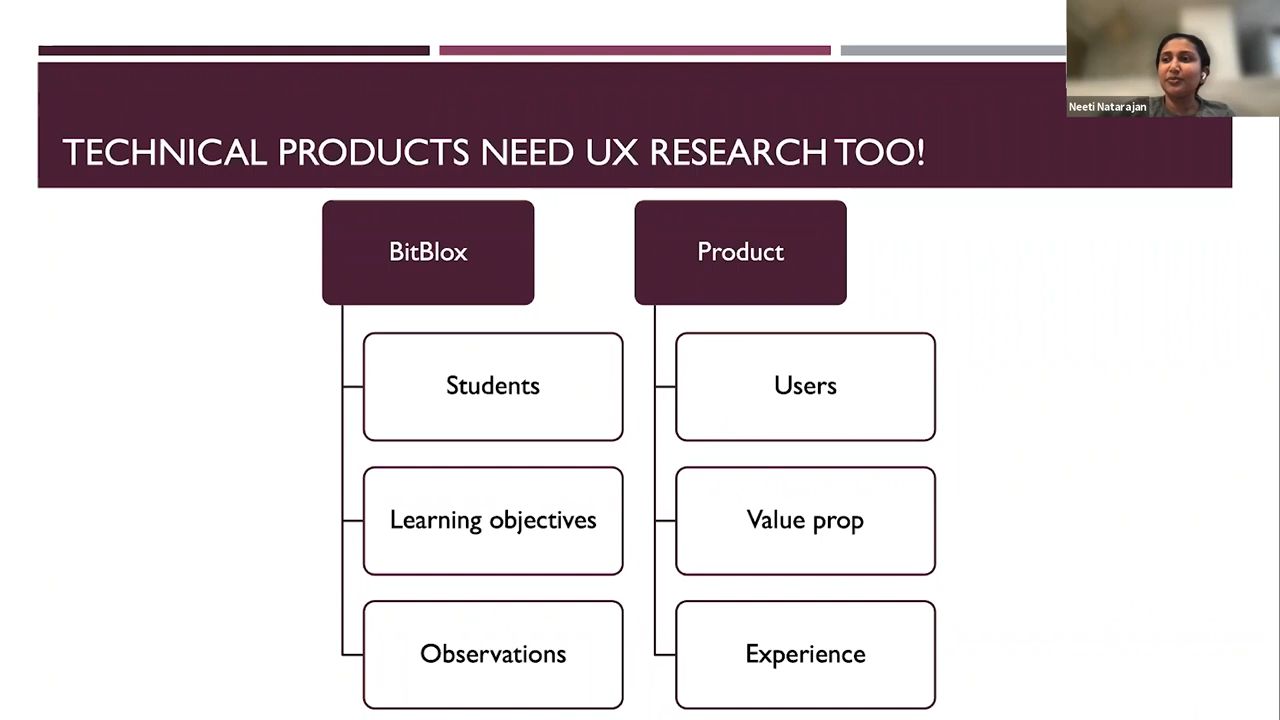 Neeti Natarajan
TECHNICAL PRODUCTS NEED UX RESEARCH TOO!
BitBlox
Students
Learning objectives
Observations
Product
Users
Value prop
Experience